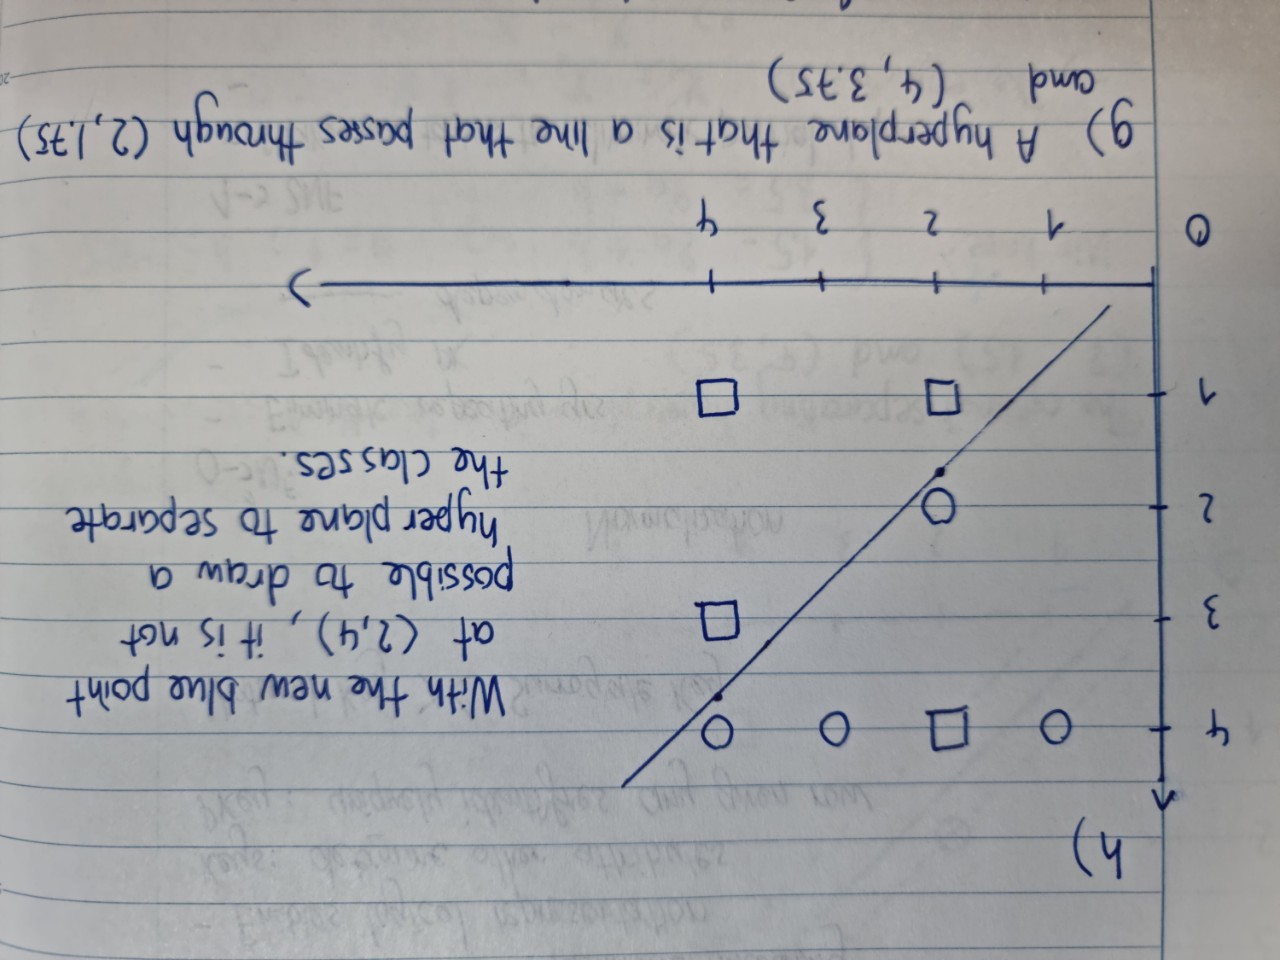 h)
4
3
2
1
0
1 2 3 4
With the new blue point
at (2,4), it is not
possible to draw a
hyperplane to separate
the classes.
g) A hyperplane that is a line that passes through (2,1.75)
and (4, 3.75)